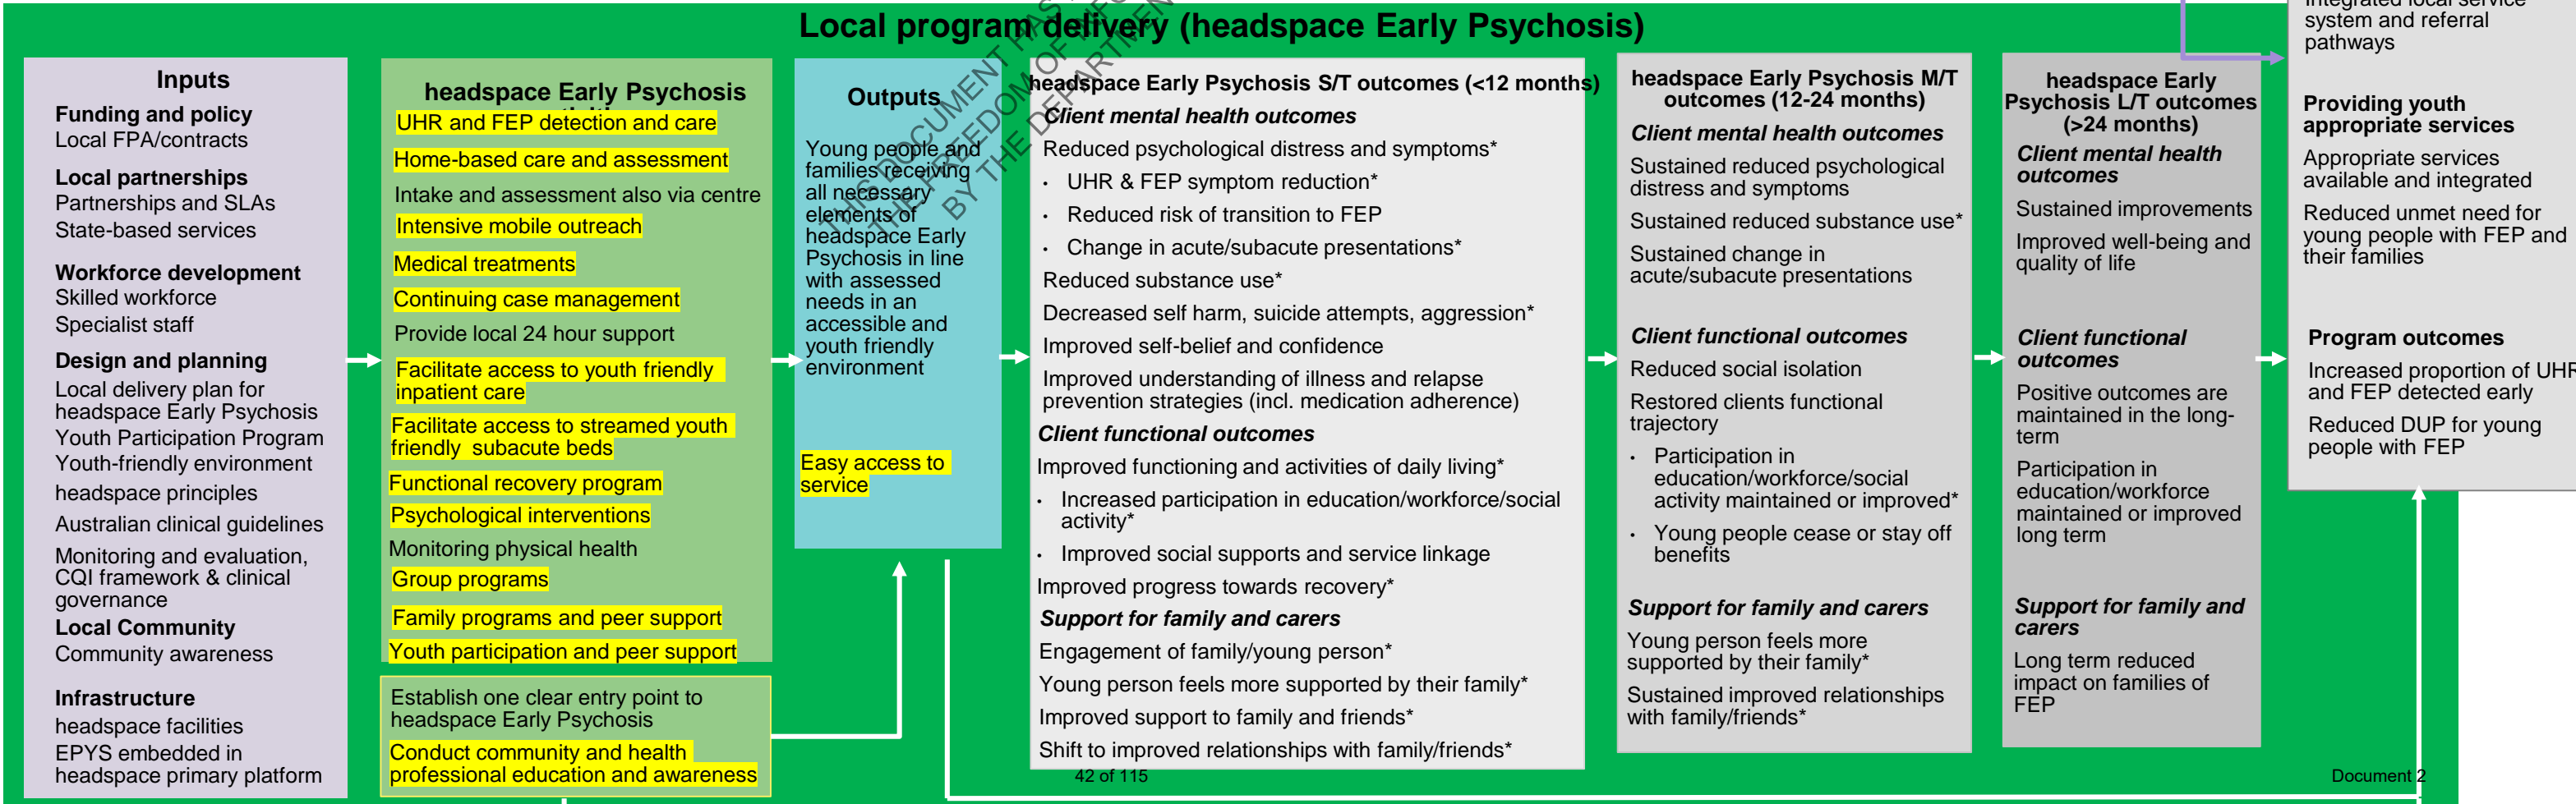 Local program delivery (headspace Early Psychosis)
Inputs
Funding and policy
Local FPA/contracts
Local partnerships
Partnerships and SLAs
State-based services
Workforce development
Skilled workforce
Specialist staff
Design and planning
Local delivery plan for
headspace Early Psychosis
Youth Participation Program
Youth-friendly environment
headspace principles
Australian clinical guidelines
Monitoring and evaluation,
CQI framework & clinical
governance
Local Community
Community awareness
Infrastructure
headspace facilities
EPYS embedded in
headspace primary platform
headspace Early Psychosis
UHR and FEP detection and care
Home-based care and assessment
Intake and assessment also via centre
Intensive mobile outreach
Medical treatments
Continuing case management
Provide local 24 hour support
Facilitate access to youth friendly
inpatient care
Facilitate access to streamed youth
friendly subacute beds
Functional recovery program
Psychological interventions
Monitoring physical health
Group programs
Family programs and peer support
Youth participation and peer support
Establish one clear entry point to
headspace Early Psychosis
Conduct community and health
professional education and awareness
Outputs
Young people and
families receiving
all necessary
elements of
headspace Early
Psychosis in line
with assessed
needs in an
accessible and
youth friendly
environment
Easy access to
service
THIS DOCUMENT HAS
THE FREEDOM OF
BY THE
headspace Early Psychosis S/T outcomes (<12 months)
Client mental health outcomes
Reduced psychological distress and symptoms*
• UHR & FEP symptom reduction*
• Reduced risk of transition to FEP
• Change in acute/subacute presentations*
Reduced substance use*
Decreased self harm, suicide attempts, aggression*
Improved self-belief and confidence
Improved understanding of illness and relapse
prevention strategies (incl. medication adherence)
Client functional outcomes
Improved functioning and activities of daily living*
• Increased participation in education/workforce/social
activity*
• Improved social supports and service linkage
Improved progress towards recovery*
Support for family and carers
Engagement of family/young person*
Young person feels more supported by their family*
Improved support to family and friends*
Shift to improved relationships with family/friends*
headspace Early Psychosis M/T
outcomes (12-24 months)
Client mental health outcomes
Sustained reduced psychological
distress and symptoms
Sustained reduced substance use*
Sustained change in
acute/subacute presentations
Client functional outcomes
Reduced social isolation
Restored clients functional
trajectory
• Participation in
education/workforce/social
activity maintained or improved*
• Young people cease or stay off
benefits
Support for family and carers
Young person feels more
supported by their family*
Sustained improved relationships
with family/friends*
headspace Early
Psychosis L/T outcomes
(>24 months)
Client mental health
outcomes
Sustained improvements
Improved well-being and
quality of life
Client functional
outcomes
Positive outcomes are
maintained in the long-
term
Participation in
education/workforce
maintained or improved
long term
Support for family and
carers
Long term reduced
impact on families of
FEP
Integrated local service
system and referral
pathways
Providing youth
appropriate services
Appropriate services
available and integrated
Reduced unmet need for
young people with FEP and
their families
Program outcomes
Increased proportion of UHR
and FEP detected early
Reduced DUP for young
people with FEP
42 of 115
Document 2